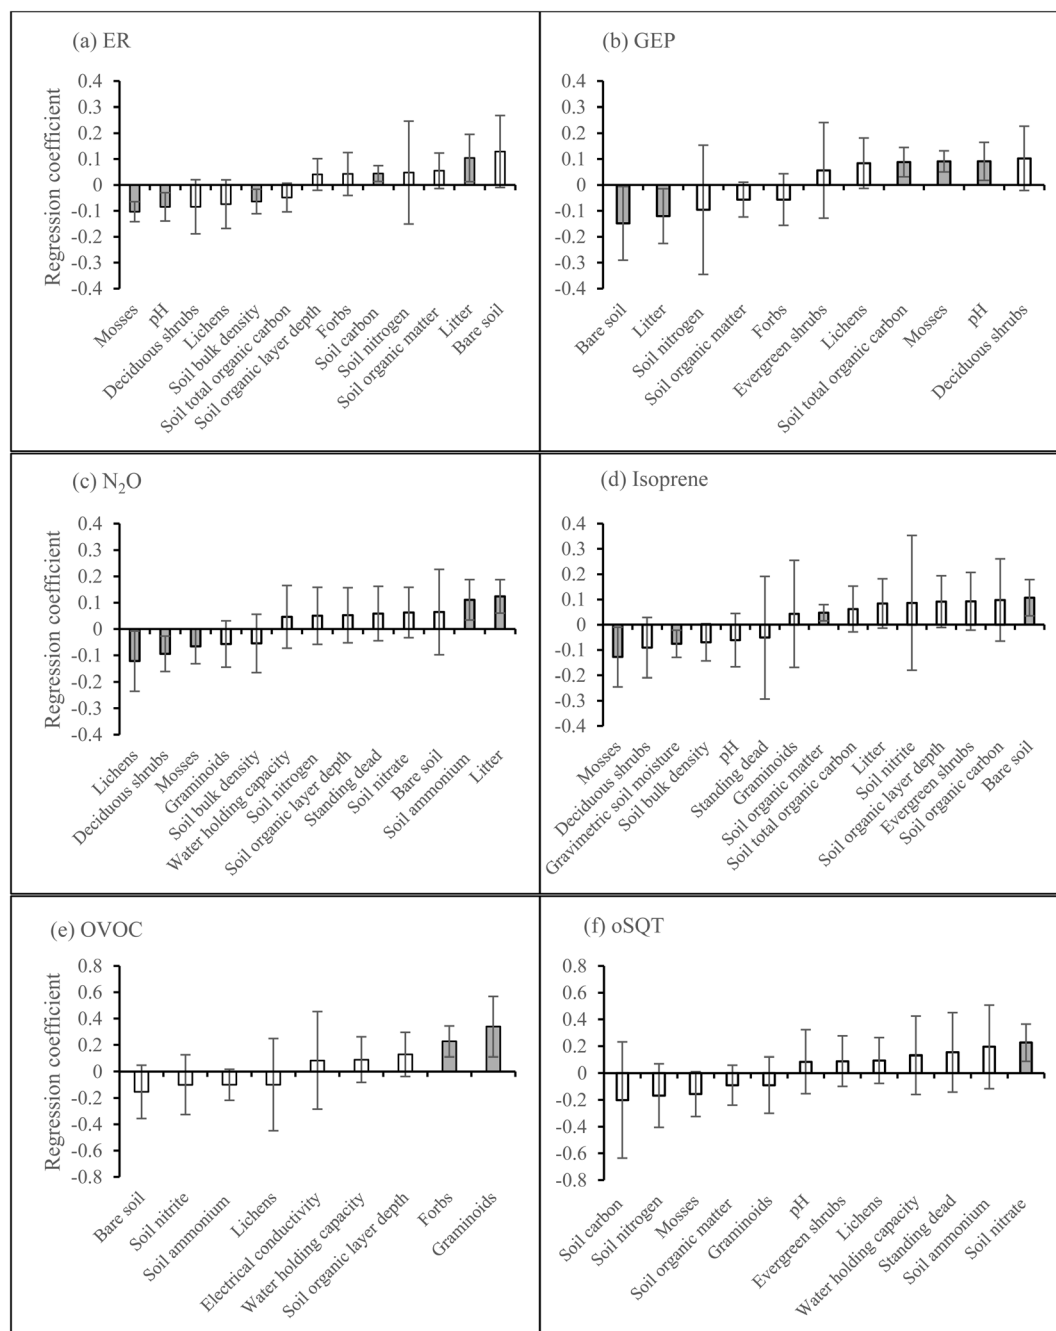 (a) ER
Regression coefficient
0.4
0.3
0.2
0.1
0
-0.1
-0.2
-0.3
-0.4
Mosses
pH
Deciduous shrubs
Lichens
Soil bulk density
Soil total organic carbon
Soil organic layer depth
Forbs
Soil carbon
Soil nitrogen
Soil organic matter
Litter
Bare soil
(b) GEP
0.4
0.3
0.2
0.1
0
-0.1
-0.2
-0.3
-0.4
Bare soil
Litter
Soil nitrogen
Soil organic matter
Forbs
Evergreen shrubs
Lichens
Soil total organic carbon
Mosses
pH
Deciduous shrubs
(c) N₂O
Regression coefficient
0.4
0.3
0.2
0.1
0
-0.1
-0.2
-0.3
-0.4
Lichens
Deciduous shrubs
Mosses
Graminoids
Soil bulk density
Water holding capacity
Soil nitrogen
Soil organic layer depth
Standing dead
Soil nitrate
Bare soil
Soil ammonium
Litter
(d) Isoprene
0.4
0.3
0.2
0.1
0
-0.1
-0.2
-0.3
-0.4
Mosses
Deciduous shrubs
Gravimetric soil moisture
Soil bulk density
pH
Standing dead
Graminoids
Soil organic matter
Soil total organic carbon
Litter
Soil nitrite
Soil organic layer depth
Evergreen shrubs
Soil organic carbon
Bare soil
(e) OVOC
Regression coefficient
0.8
0.6
0.4
0.2
0
-0.2
-0.4
-0.6
-0.8
Bare soil
Soil nitrite
Soil ammonium
Lichens
Electrical conductivity
Water holding capacity
Soil organic layer depth
Forbs
Graminoids
(f) oSQT
0.8
0.6
0.4
0.2
0
-0.2
-0.4
-0.6
-0.8
Soil carbon
Soil nitrogen
Mosses
Soil organic matter
Graminoids
pH
Evergreen shrubs
Lichens
Water holding capacity
Standing dead
Soil ammonium
Soil nitrate